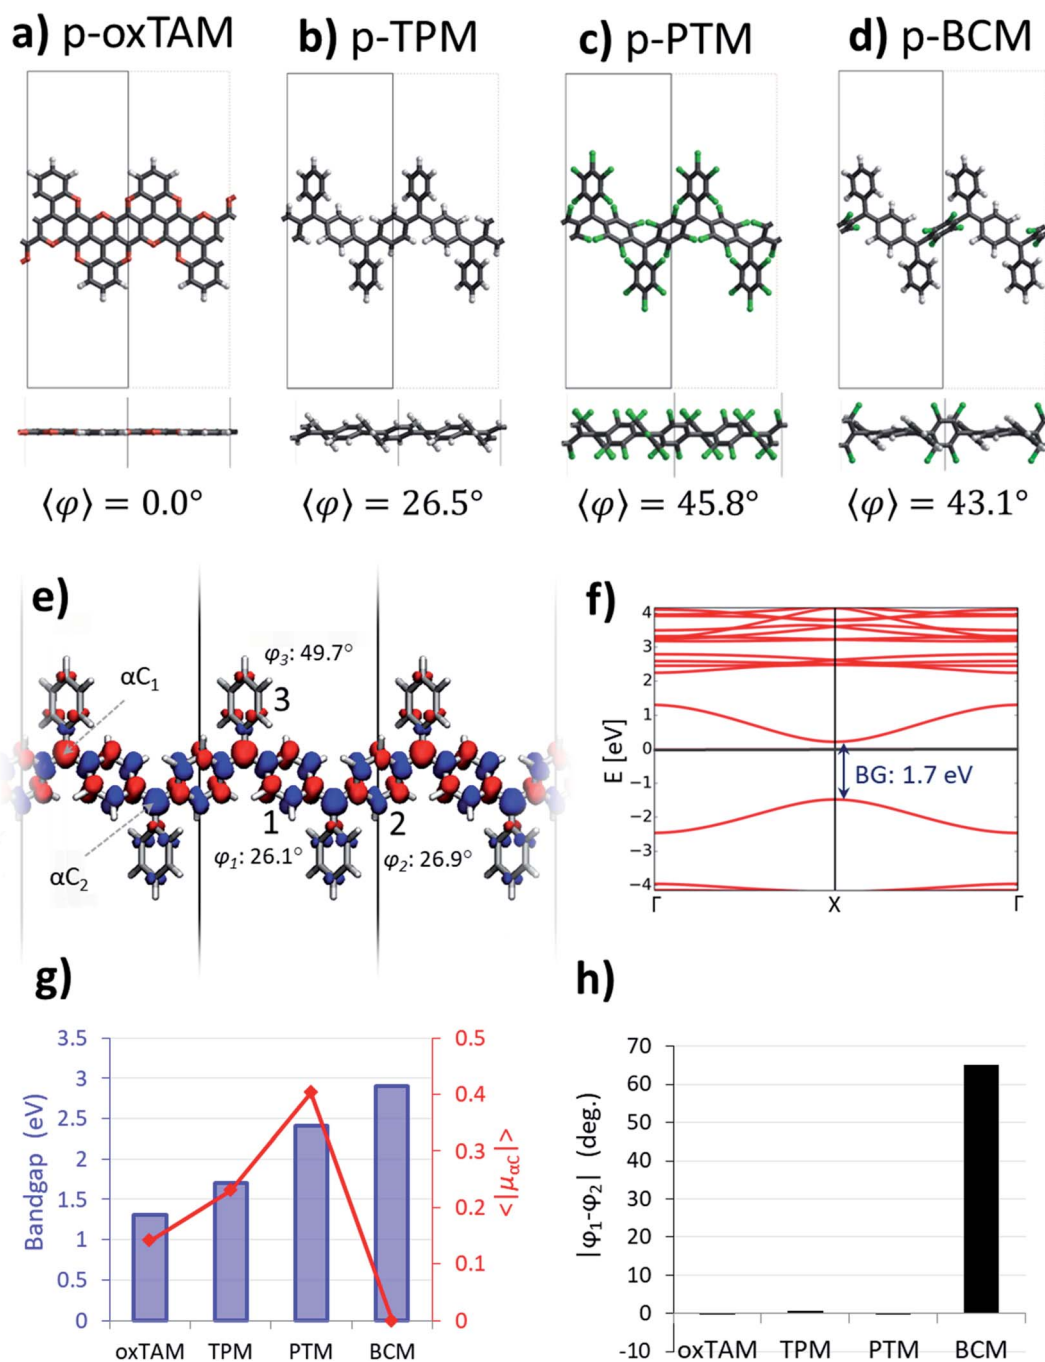 a) p-oxTAM
b) p-TPM
c) p-PTM
d) p-BCM
⟨φ⟩ = 0.0°
⟨φ⟩ = 26.5°
⟨φ⟩ = 45.8°
⟨φ⟩ = 43.1°
e)
αC1
φ3: 49.7°
3
1
2
φ1: 26.1°
φ2: 26.9°
αC2
f)
E [eV]
4
3
2
1
0
−1
−2
−3
−4
BG: 1.7 eV
Γ
X
Γ
g)
Bandgap (eV)
3.5
3
2.5
2
1.5
1
0.5
0
0.5
0.4
0.3
0.2
0.1
0
<|μαC|>
oxTAM
TPM
PTM
BCM
h)
|φ1-φ2| (deg.)
70
60
50
40
30
20
10
0
-10
oxTAM
TPM
PTM
BCM